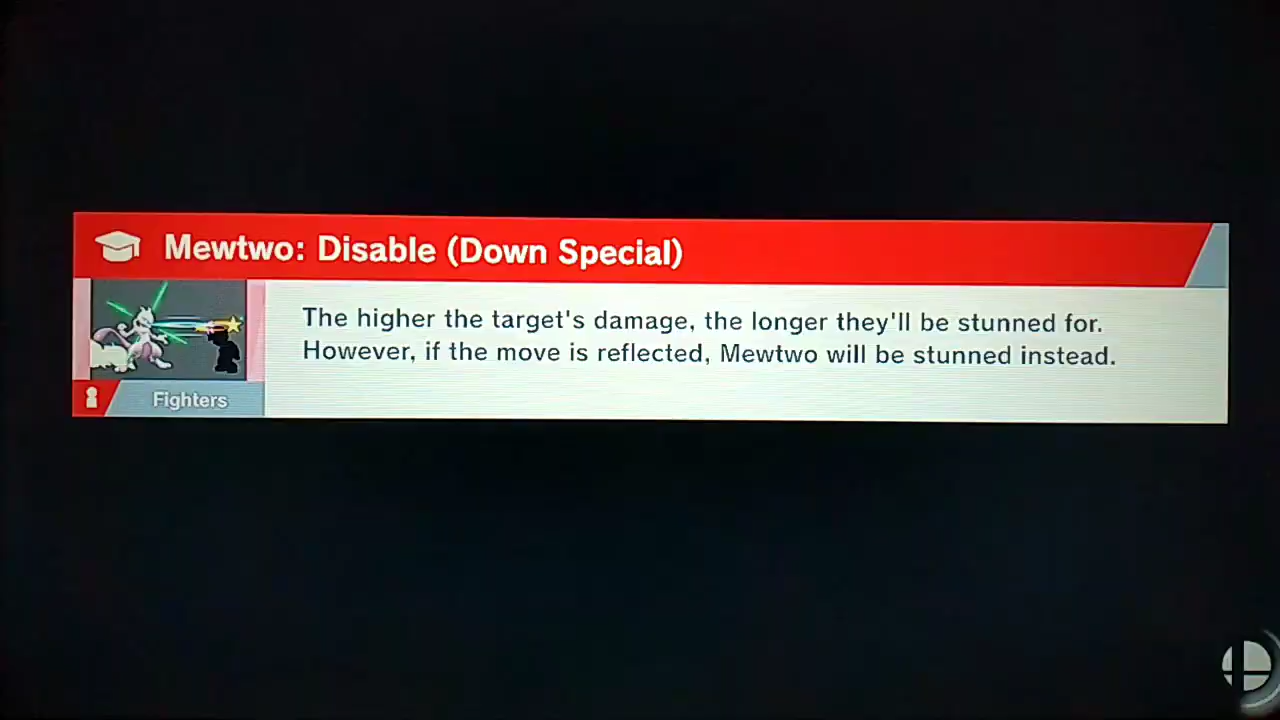 Mewtwo: Disable (Down Special)
The higher the target's damage, the longer they'll be stunned for.
However, if the move is reflected, Mewtwo will be stunned instead.
Fighters